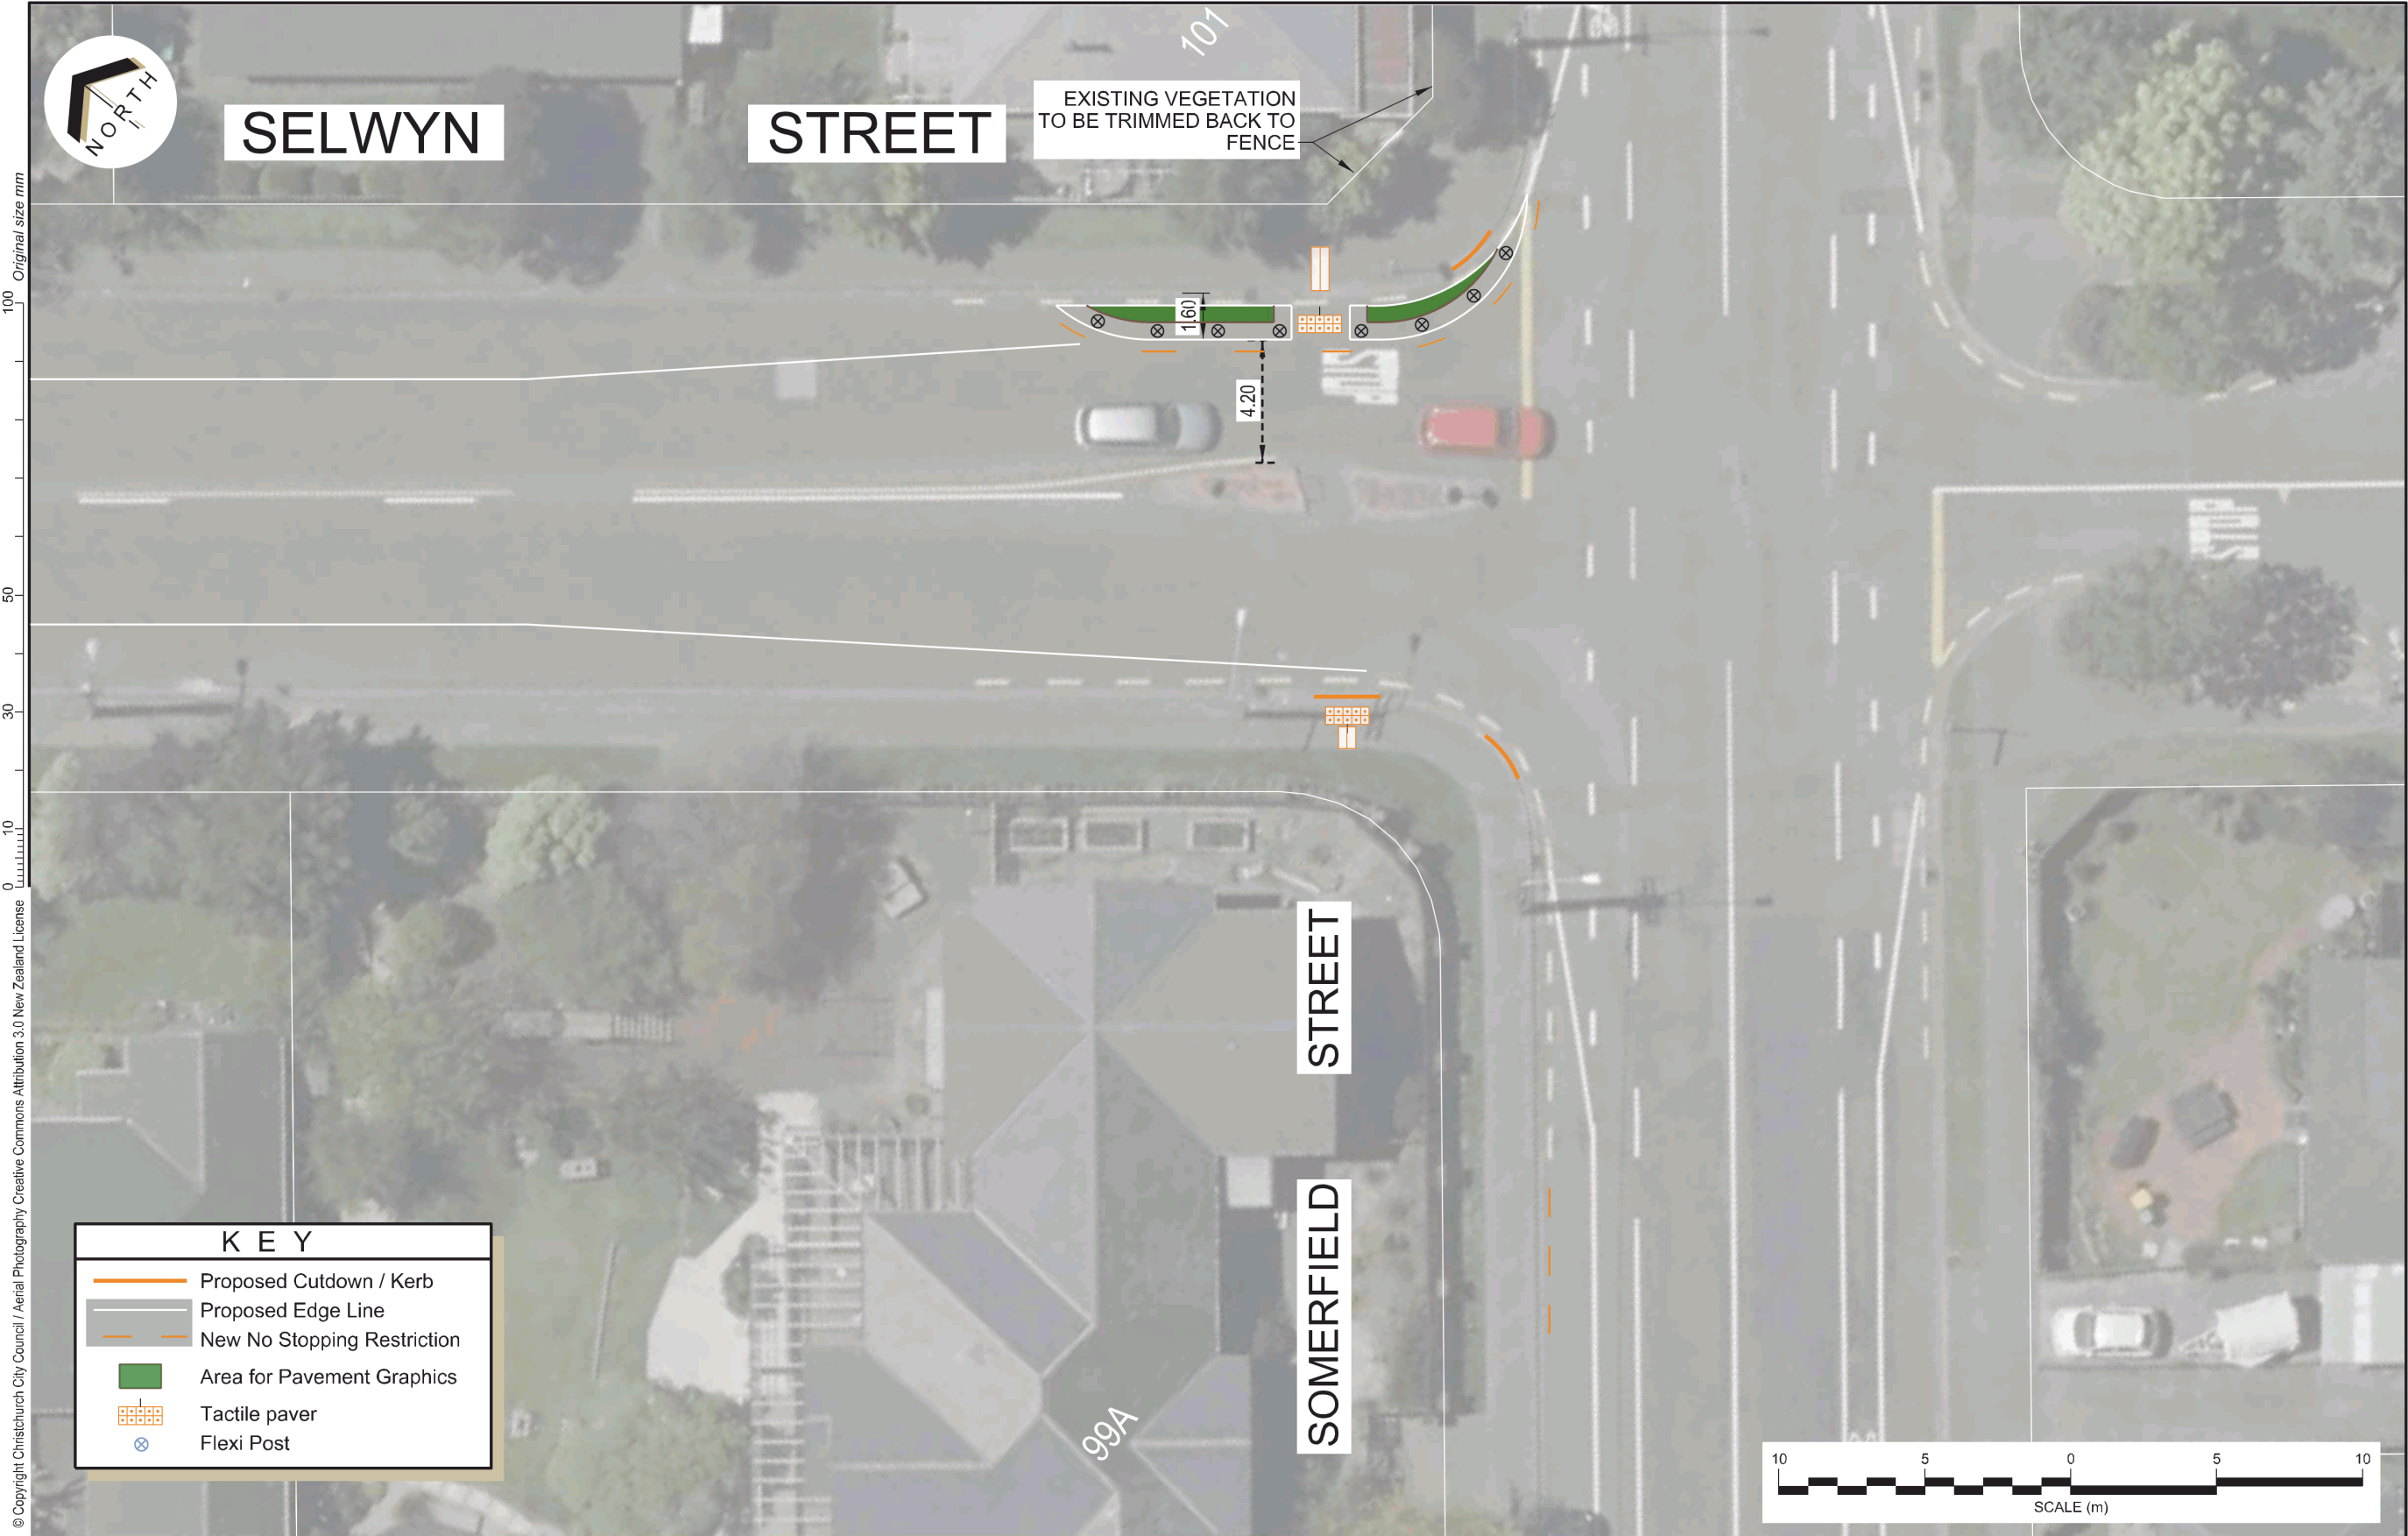 NORTH
SELWYN STREET
101
EXISTING VEGETATION
TO BE TRIMMED BACK TO
FENCE
Original size mm
100
50
30
10
0
1.60
4.20
SOMERFIELD STREET
99A
KEY
Proposed Cutdown / Kerb
Proposed Edge Line
New No Stopping Restriction
Area for Pavement Graphics
Tactile paver
Flexi Post
10 5 0 5 10
SCALE (m)
© Copyright Christchurch City Council / Aerial Photography Creative Commons Attribution 3.0 New Zealand License